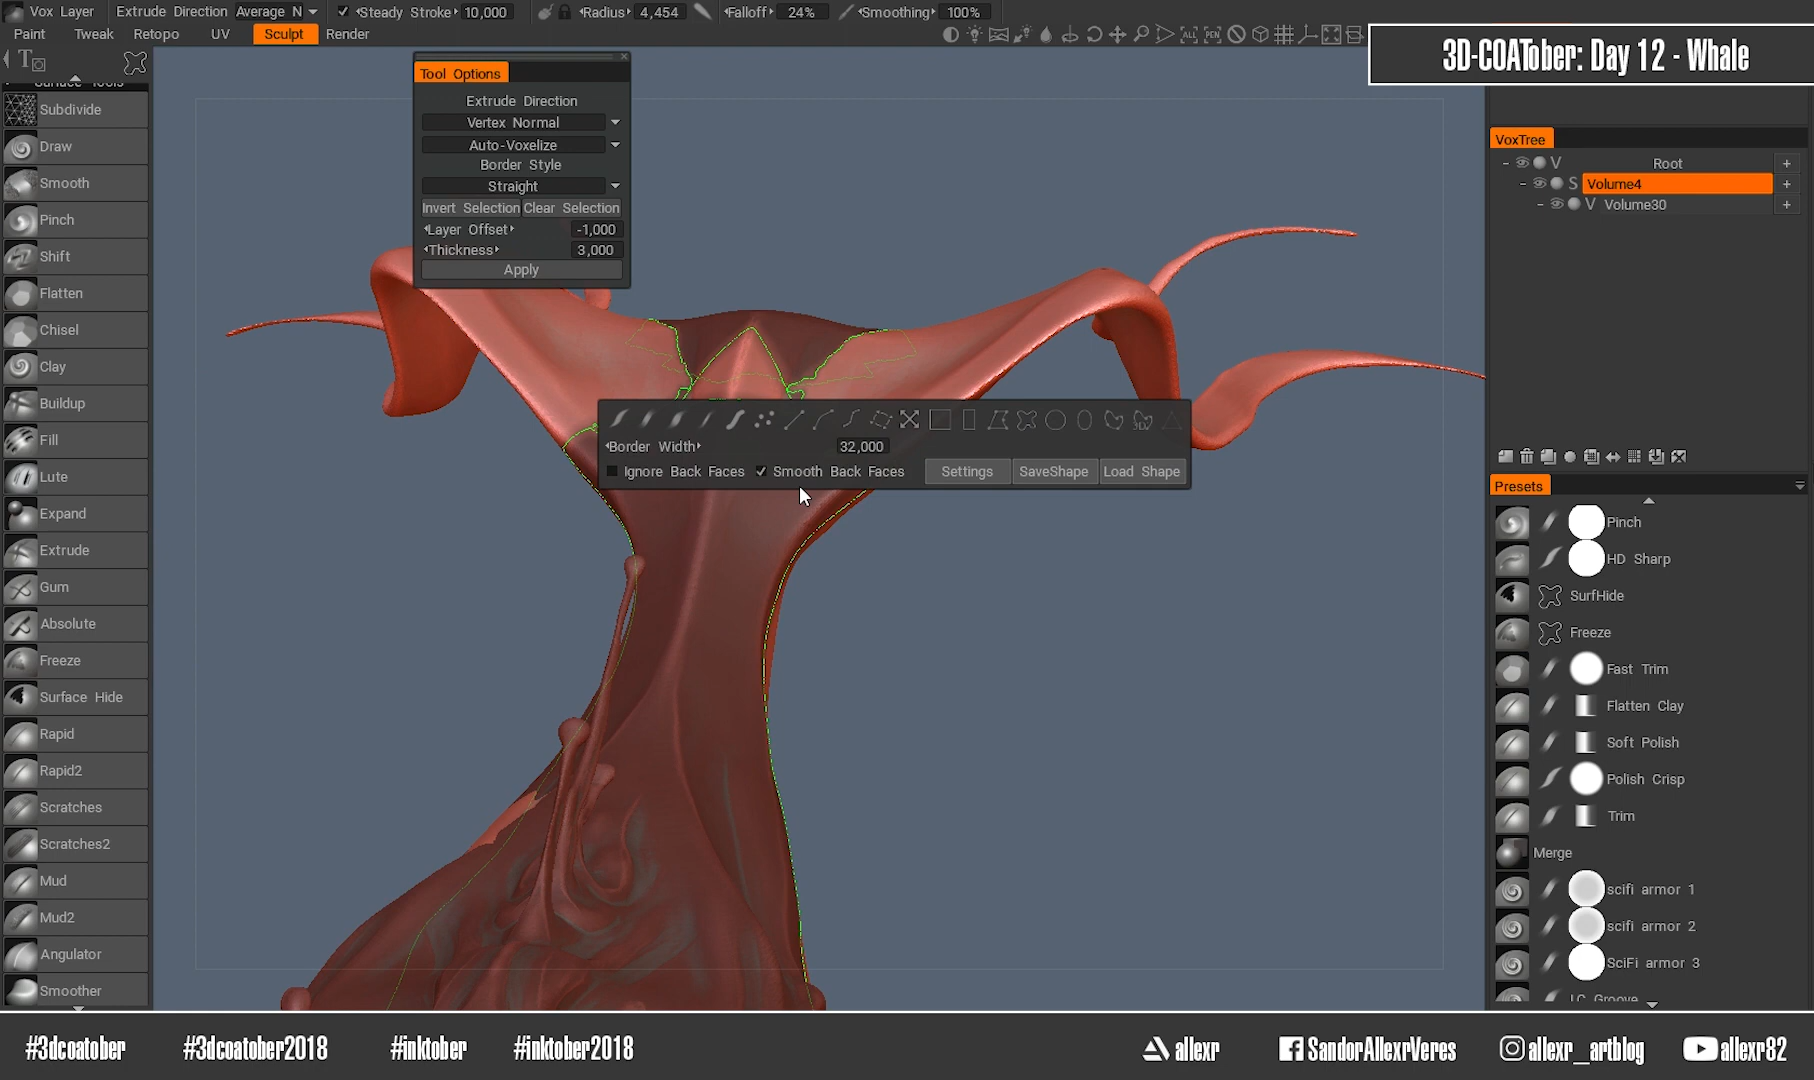 Vox Layer Extrude Direction Average N Steady Stroke 10,000 Radius 4,454 Falloff 24% Smoothing 100%
Paint Tweak Retopo UV Sculpt Render
3D-COATober: Day 12 - Whale
Subdivide
Draw
Smooth
Pinch
Shift
Flatten
Chisel
Clay
Buildup
Fill
Lute
Expand
Extrude
Gum
Absolute
Freeze
Surface Hide
Rapid
Rapid2
Scratches
Scratches2
Mud
Mud2
Angulator
Smoother
Tool Options
Extrude Direction
Vertex Normal
Auto-Voxelize
Border Style
Straight
Invert Selection Clear Selection
Layer Offset -1,000
Thickness 3,000
Apply
Border Width 32,000
Ignore Back Faces Smooth Back Faces Settings SaveShape Load Shape
VoxTree
V Root +
S Volume4 +
V Volume30 +
Presets
Pinch
HD Sharp
SurfHide
Freeze
Fast Trim
Flatten Clay
Soft Polish
Polish Crisp
Trim
Merge
scifi armor 1
scifi armor 2
SciFi armor 3
#3dcoatober #3dcoatober2018 #inktober #inktober2018 allexr SandorAllexrVeres allexr_artblog allexr82